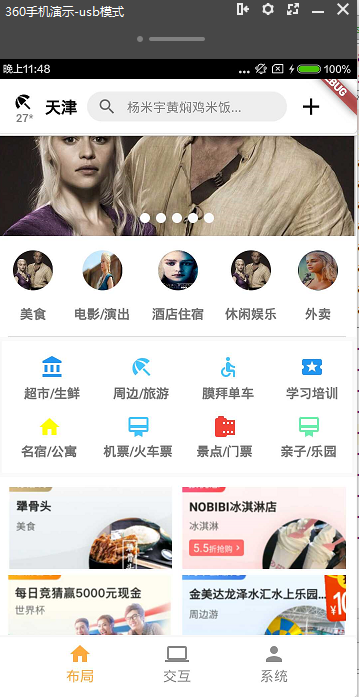 360手机演示-usb模式
晚上11:48 ... 100%
BUG
27° 天津 杨米宇黄焖鸡米饭...
美食 电影/演出 酒店住宿 休闲娱乐 外卖
超市/生鲜 周边/旅游 膜拜单车 学习培训
名宿/公寓 机票/火车票 景点/门票 亲子/乐园
犟骨头
美食
NOBIBI冰淇淋店
冰淇淋
5.5折抢购 >
每日竞猜赢5000元现金
世界杯
金美达龙泽水汇水上乐园...
周边游
布局 交互 系统